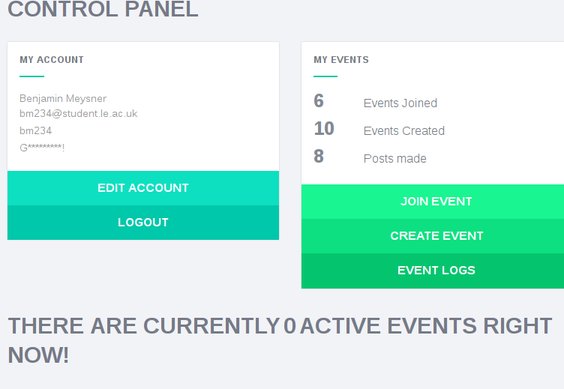 CONTROL PANEL
MY ACCOUNT
Benjamin Meysner
bm234@student.le.ac.uk
bm234
G*********!
EDIT ACCOUNT
LOGOUT
MY EVENTS
6 Events Joined
10 Events Created
8 Posts made
JOIN EVENT
CREATE EVENT
EVENT LOGS
THERE ARE CURRENTLY 0 ACTIVE EVENTS RIGHT
NOW!